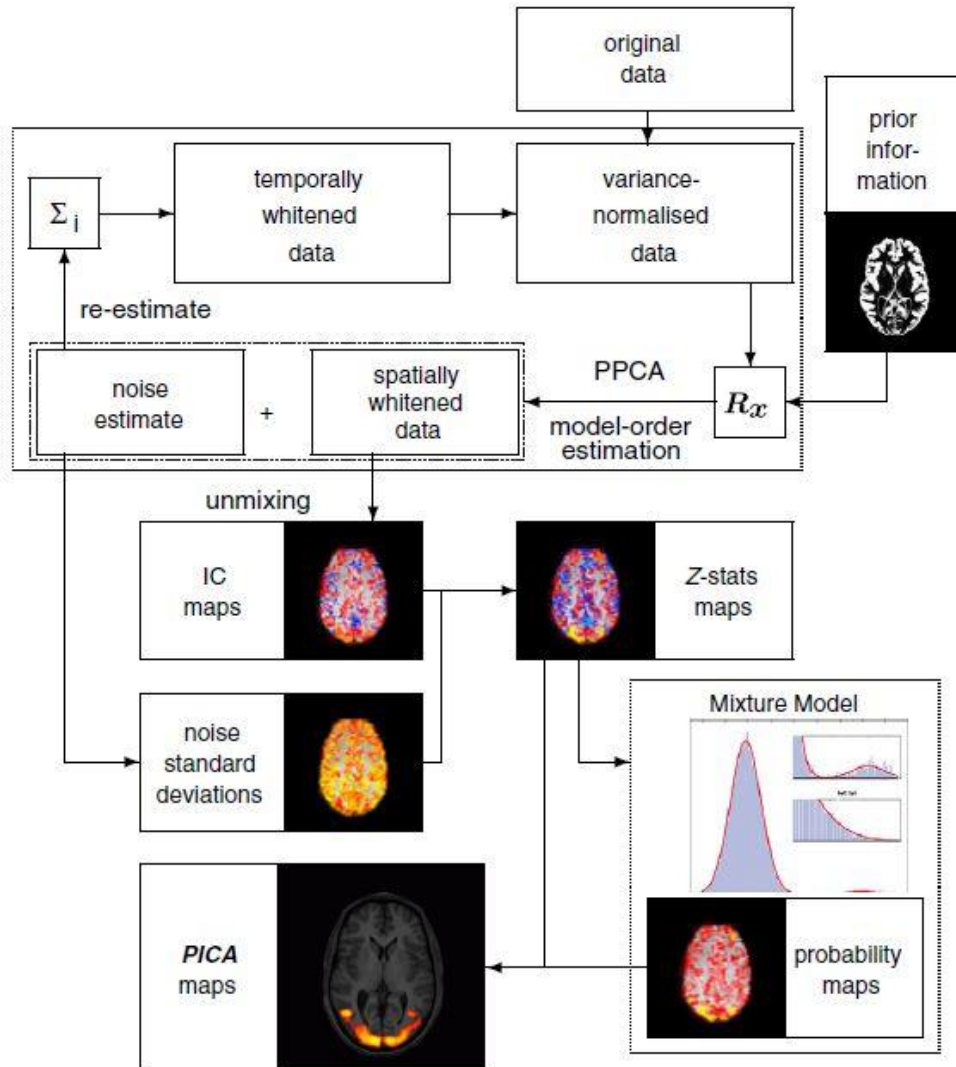 original
data
prior
infor-
mation
Σ i
temporally
whitened
data
variance-
normalised
data
re-estimate
noise
estimate
+
spatially
whitened
data
PPCA
model-order
estimation
Rx
unmixing
IC
maps
Z-stats
maps
noise
standard
deviations
Mixture Model
PICA
maps
probability
maps